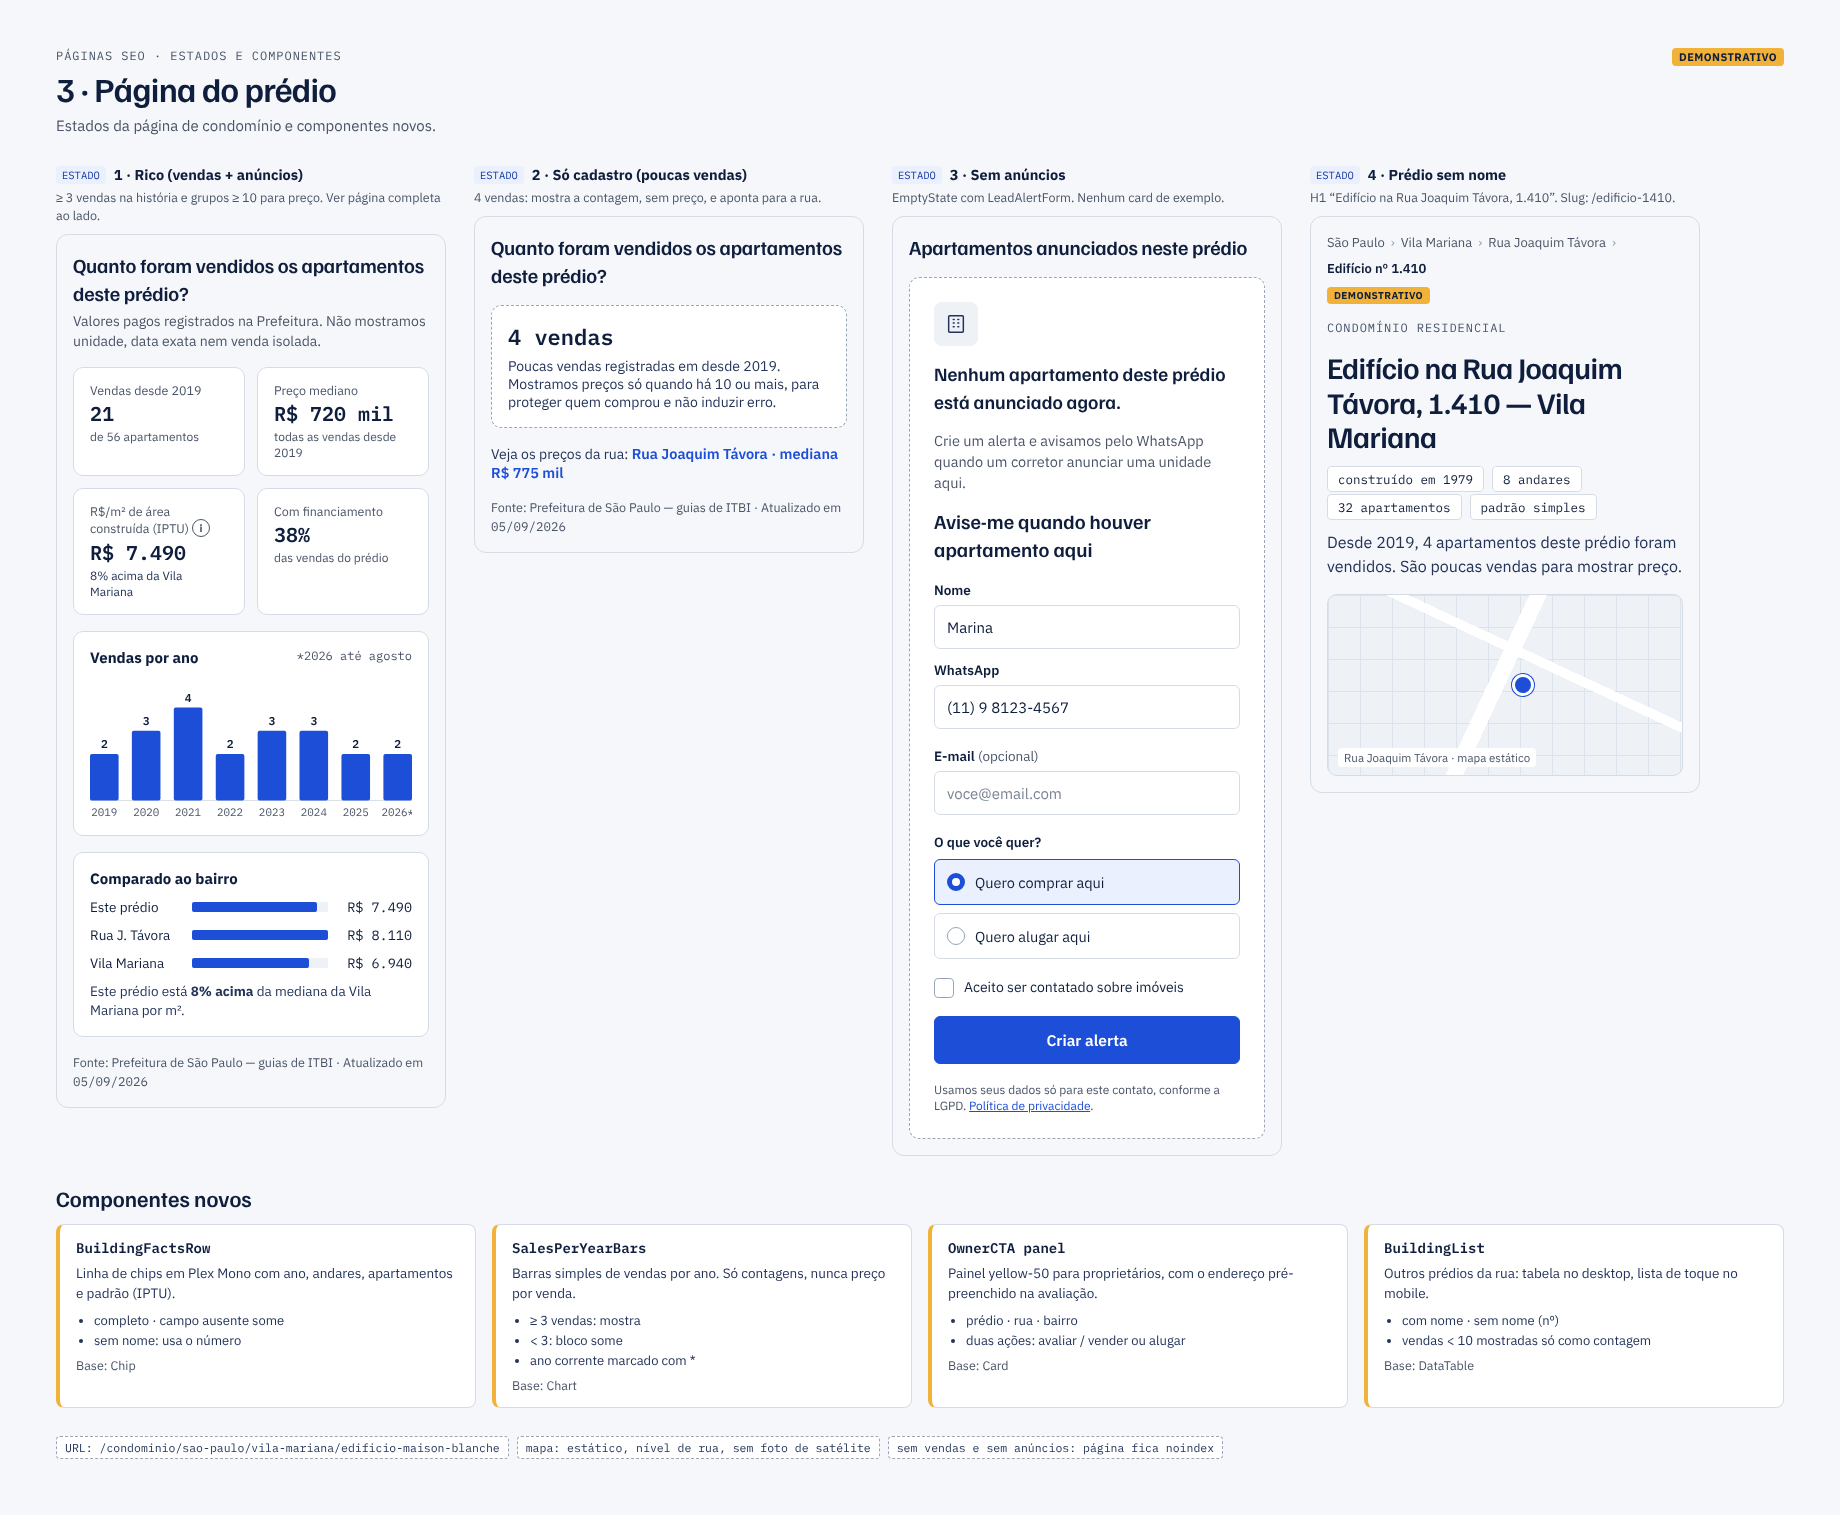 PÁGINAS SEO · ESTADOS E COMPONENTES
DEMONSTRATIVO
3 · Página do prédio
Estados da página de condomínio e componentes novos.
ESTADO 1 · Rico (vendas + anúncios)
≥ 3 vendas na história e grupos ≥ 10 para preço. Ver página completa
ao lado.
Quanto foram vendidos os apartamentos
deste prédio?
Valores pagos registrados na Prefeitura. Não mostramos
unidade, data exata nem venda isolada.
Vendas desde 2019
21
de 56 apartamentos
Preço mediano
R$ 720 mil
todas as vendas desde
2019
R$/m² de área
construída (IPTU) i
R$ 7.490
8% acima da Vila
Mariana
Com financiamento
38%
das vendas do prédio
Vendas por ano
*2026 até agosto
2 3 4 2 3 3 2 2
2019 2020 2021 2022 2023 2024 2025 2026*
Comparado ao bairro
Este prédio R$ 7.490
Rua J. Távora R$ 8.110
Vila Mariana R$ 6.940
Este prédio está 8% acima da mediana da Vila
Mariana por m².
Fonte: Prefeitura de São Paulo — guias de ITBI · Atualizado em
05/09/2026
ESTADO 2 · Só cadastro (poucas vendas)
4 vendas: mostra a contagem, sem preço, e aponta para a rua.
Quanto foram vendidos os apartamentos
deste prédio?
4 vendas
Poucas vendas registradas em desde 2019.
Mostramos preços só quando há 10 ou mais, para
proteger quem comprou e não induzir erro.
Veja os preços da rua: Rua Joaquim Távora · mediana
R$ 775 mil
Fonte: Prefeitura de São Paulo — guias de ITBI · Atualizado em
05/09/2026
ESTADO 3 · Sem anúncios
EmptyState com LeadAlertForm. Nenhum card de exemplo.
Apartamentos anunciados neste prédio
Nenhum apartamento deste prédio
está anunciado agora.
Crie um alerta e avisamos pelo WhatsApp
quando um corretor anunciar uma unidade
aqui.
Avise-me quando houver
apartamento aqui
Nome
Marina
WhatsApp
(11) 9 8123-4567
E-mail (opcional)
voce@email.com
O que você quer?
Quero comprar aqui
Quero alugar aqui
Aceito ser contatado sobre imóveis
Criar alerta
Usamos seus dados só para este contato, conforme a
LGPD. Política de privacidade.
ESTADO 4 · Prédio sem nome
H1 “Edifício na Rua Joaquim Távora, 1.410”. Slug: /edificio-1410.
São Paulo › Vila Mariana › Rua Joaquim Távora ›
Edifício nº 1.410
DEMONSTRATIVO
CONDOMÍNIO RESIDENCIAL
Edifício na Rua Joaquim
Távora, 1.410 — Vila
Mariana
construído em 1979 8 andares
32 apartamentos padrão simples
Desde 2019, 4 apartamentos deste prédio foram
vendidos. São poucas vendas para mostrar preço.
Rua Joaquim Távora · mapa estático
Componentes novos
BuildingFactsRow
Linha de chips em Plex Mono com ano, andares, apartamentos
e padrão (IPTU).
• completo · campo ausente some
• sem nome: usa o número
Base: Chip
SalesPerYearBars
Barras simples de vendas por ano. Só contagens, nunca preço
por venda.
• ≥ 3 vendas: mostra
• < 3: bloco some
• ano corrente marcado com *
Base: Chart
OwnerCTA panel
Painel yellow-50 para proprietários, com o endereço pré-
preenchido na avaliação.
• prédio · rua · bairro
• duas ações: avaliar / vender ou alugar
Base: Card
BuildingList
Outros prédios da rua: tabela no desktop, lista de toque no
mobile.
• com nome · sem nome (nº)
• vendas < 10 mostradas só como contagem
Base: DataTable
URL: /condominio/sao-paulo/vila-mariana/edificio-maison-blanche
mapa: estático, nível de rua, sem foto de satélite
sem vendas e sem anúncios: página fica noindex